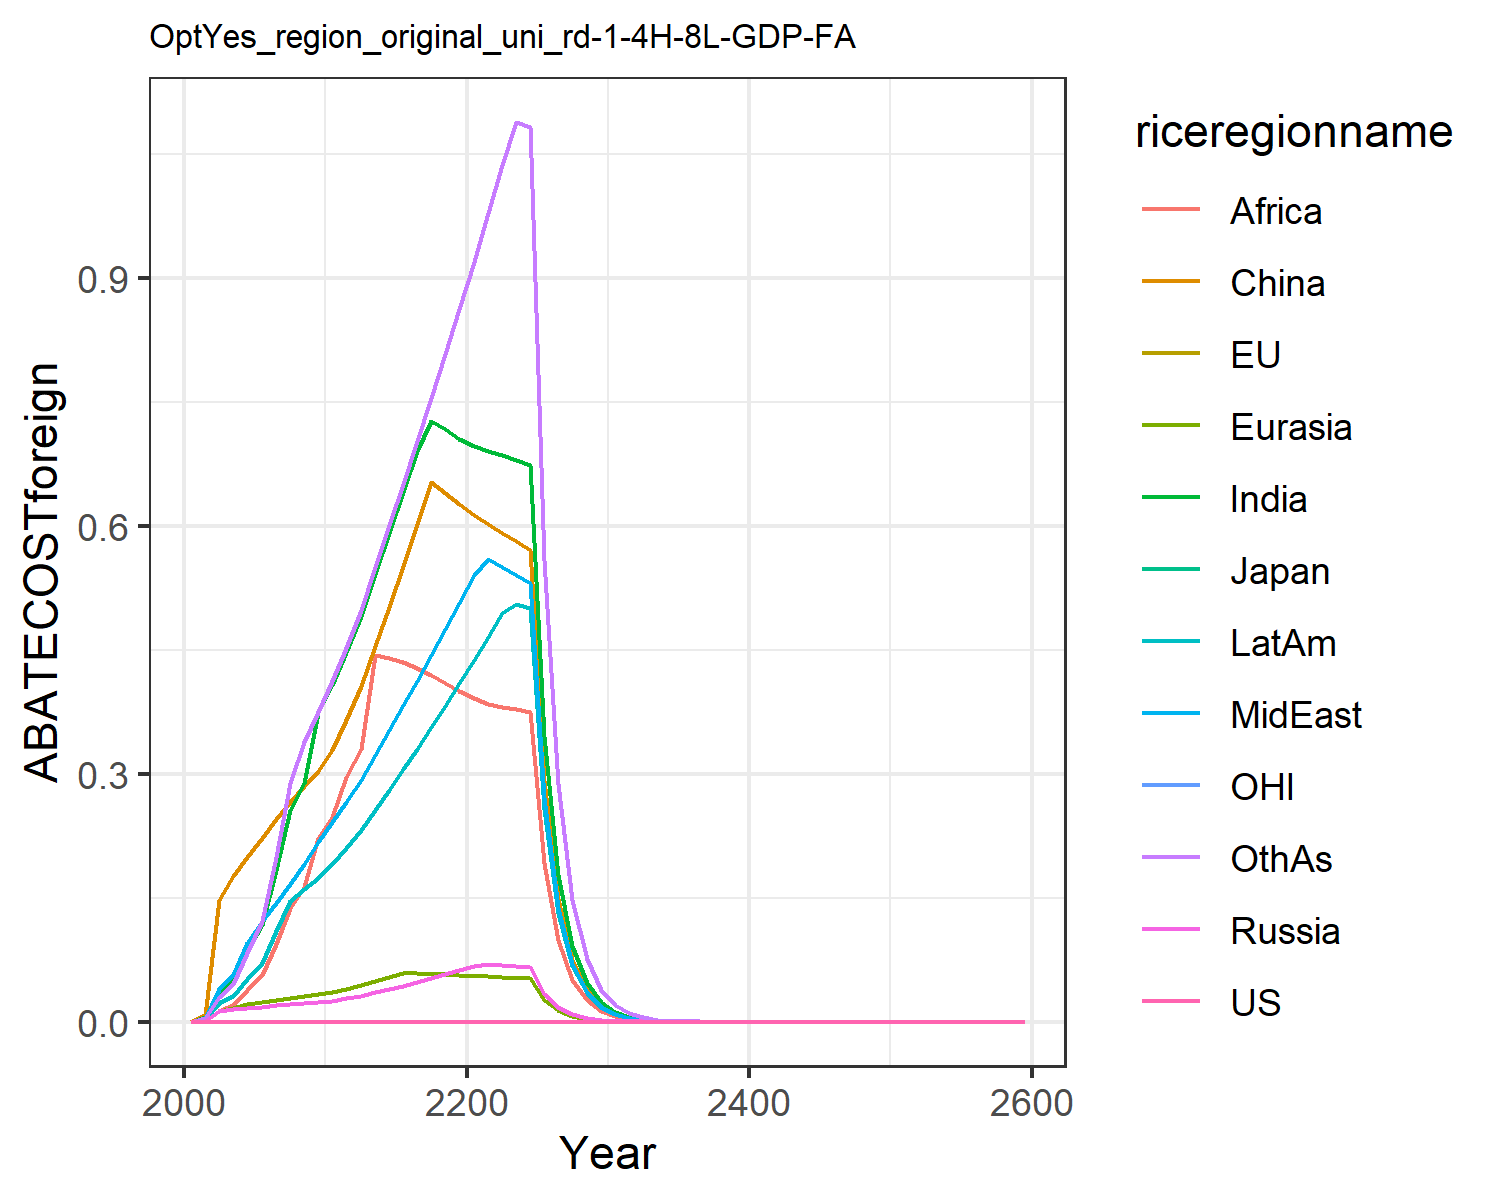 OptYes_region_original_uni_rd-1-4H-8L-GDP-FA
ABATECOSTforeign
0.9
0.6
0.3
0.0
2000
2200
2400
2600
Year
riceregionname
Africa
China
EU
Eurasia
India
Japan
LatAm
MidEast
OHI
OthAs
Russia
US